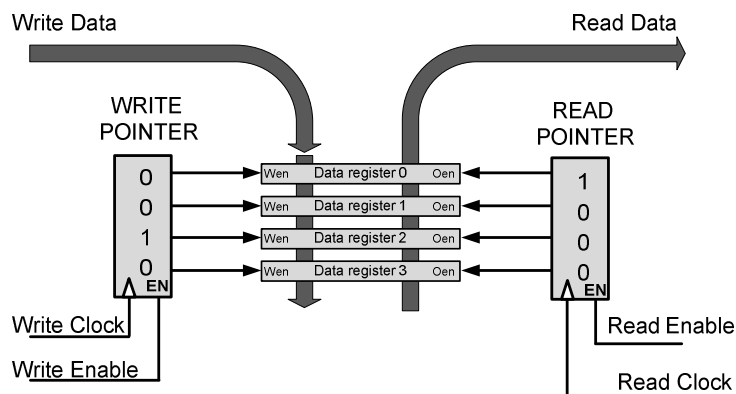 Write Data
Read Data
WRITE
POINTER
READ
POINTER
0
0
1
0
EN
Wen Data register 0 Oen
Wen Data register 1 Oen
Wen Data register 2 Oen
Wen Data register 3 Oen
1
0
0
0
EN
Write Clock
Write Enable
Read Enable
Read Clock